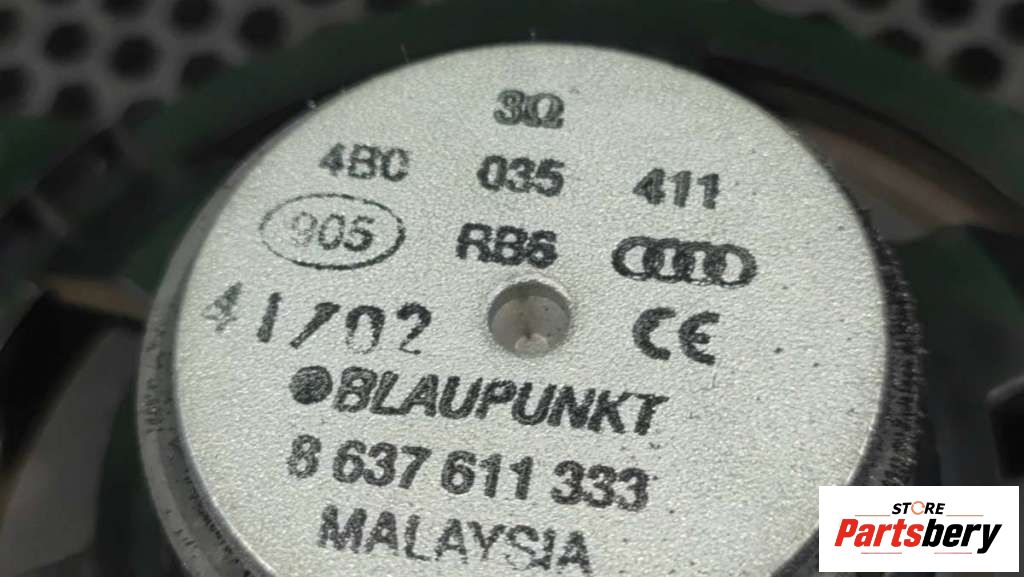 3Ω
4B0 035 411
905 RB6
41/02 CE
BLAUPUNKT
8 637 611 333
MALAYSIA
STORE
Partsbery